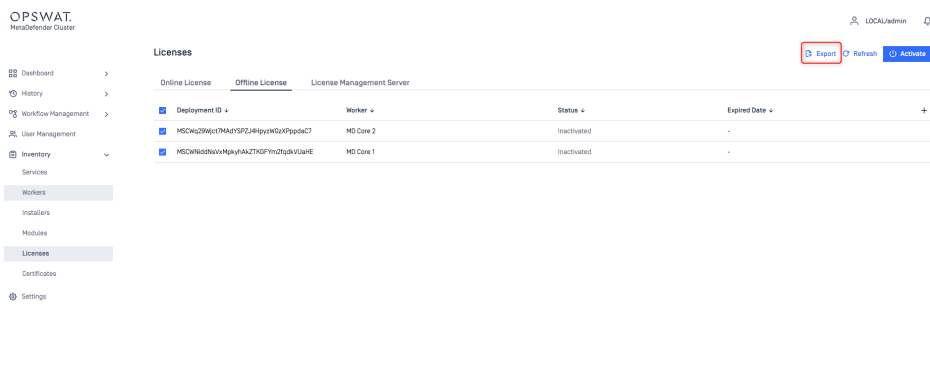 OPSWAT.
MetaDefender Cluster
LOCAL/admin
Licenses
Export
Refresh
Activate
Dashboard
History
Workflow Management
User Management
Inventory
Services
Workers
Installers
Modules
Licenses
Certificates
Settings
Online License Offline License License Management Server
Deployment ID Worker Status Expired Date
MSCWq29Wjct7MAdYSPZJ4HpyzWGzXPppdaC7 MD Core 2 Inactivated -
MSCWNiddNsVxMpkyhAkZTKGFYm2fqdkVUaHE MD Core 1 Inactivated -